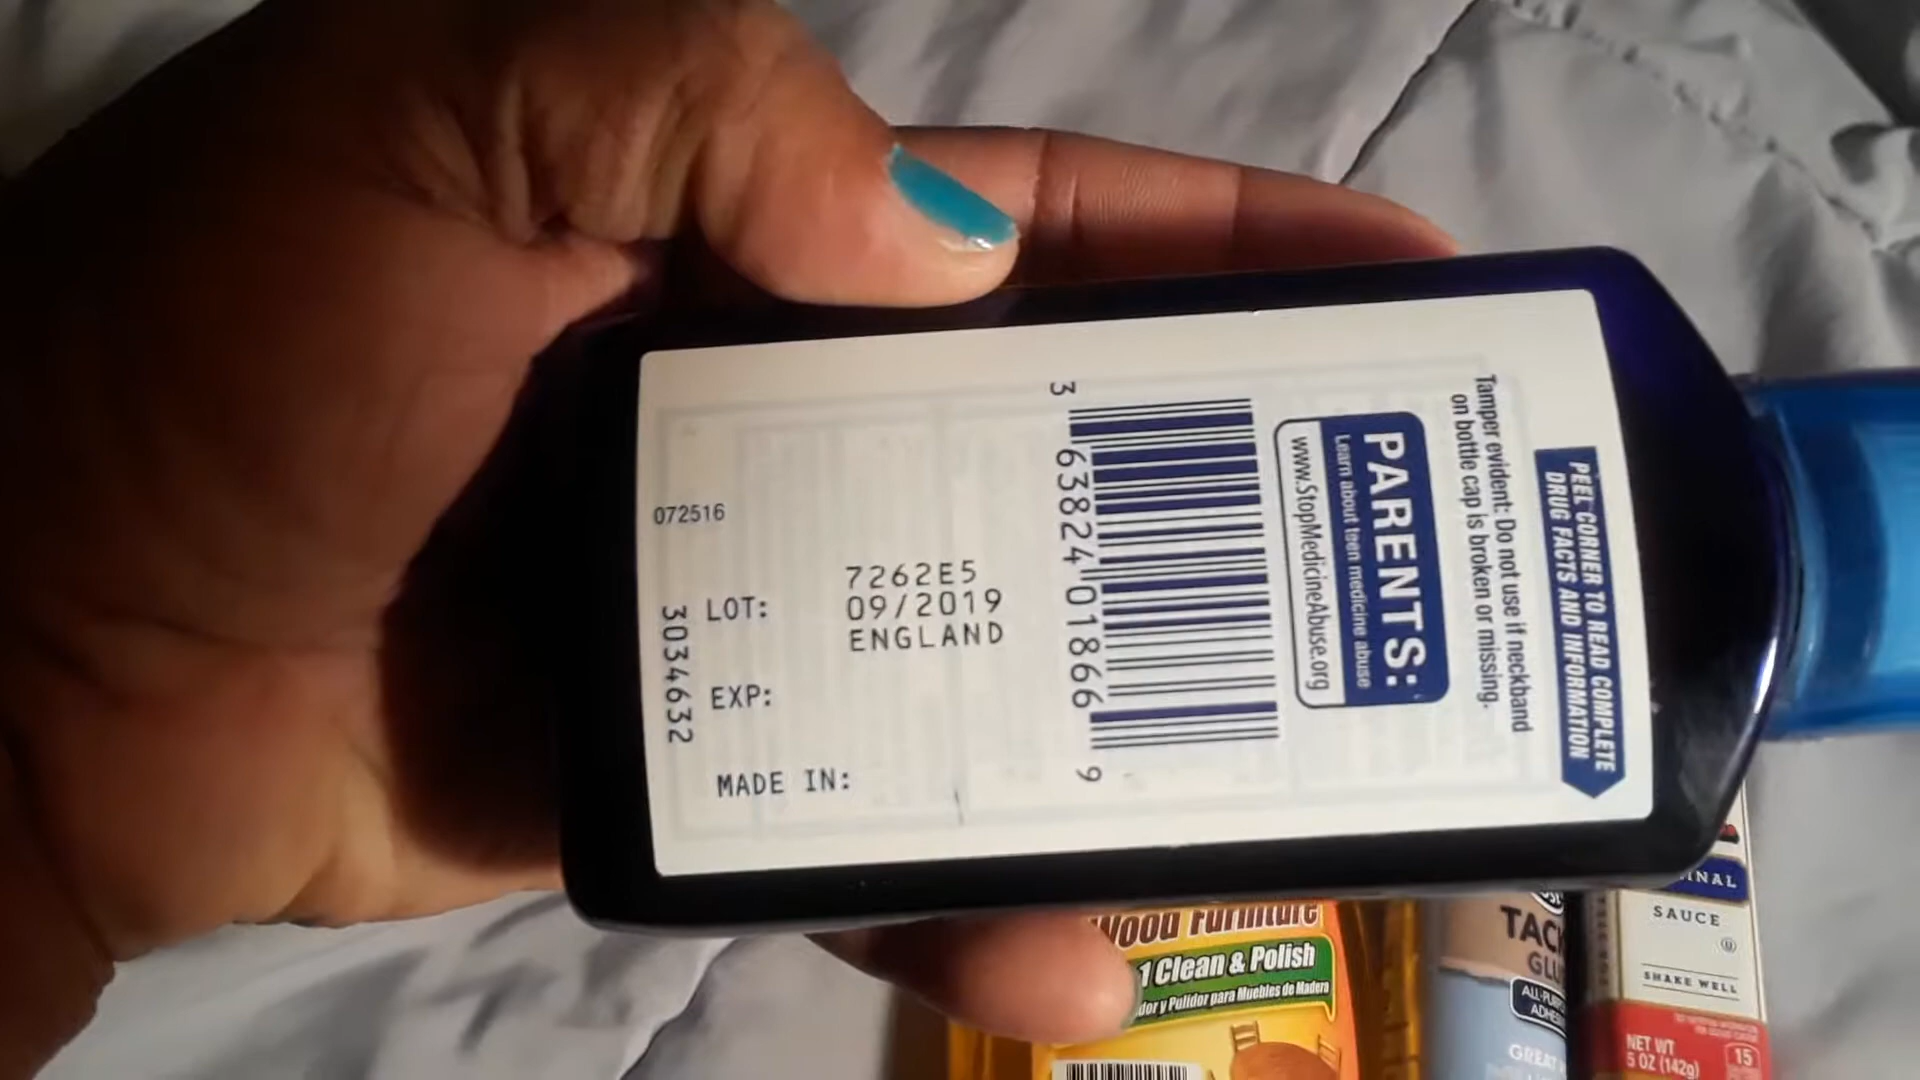 PEEL CORNER TO READ COMPLETE
DRUG FACTS AND INFORMATION
Tamper evident: Do not use if neckband
on bottle cap is broken or missing.
PARENTS:
Learn about teen medicine abuse
www.StopMedicineAbuse.org
3 63824 01866 9
072516
7262E5
LOT: 09/2019
ENGLAND
EXP:
MADE IN:
3034632
Wood Furniture
1 Clean & Polish
dor y Pulidor para Muebles de Madera
TACK
GLU
ALL-PURP
ADHES
GREAT
INAL
SAUCE
SHAKE WELL
NET WT
5 OZ (142g)
15